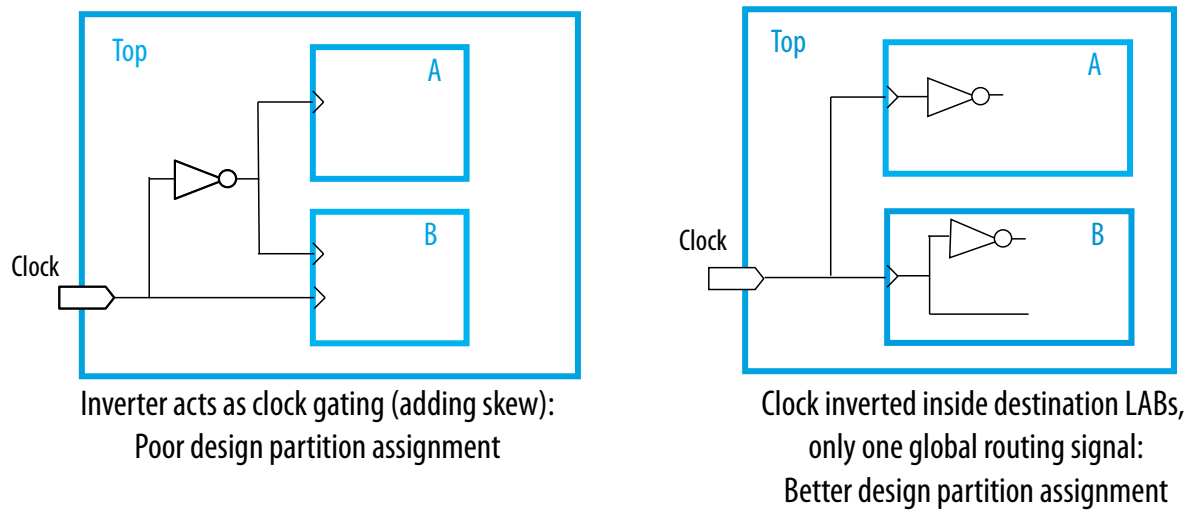 Top
A
B
Clock
Inverter acts as clock gating (adding skew):
Poor design partition assignment
Top
A
B
Clock
Clock inverted inside destination LABs,
only one global routing signal:
Better design partition assignment